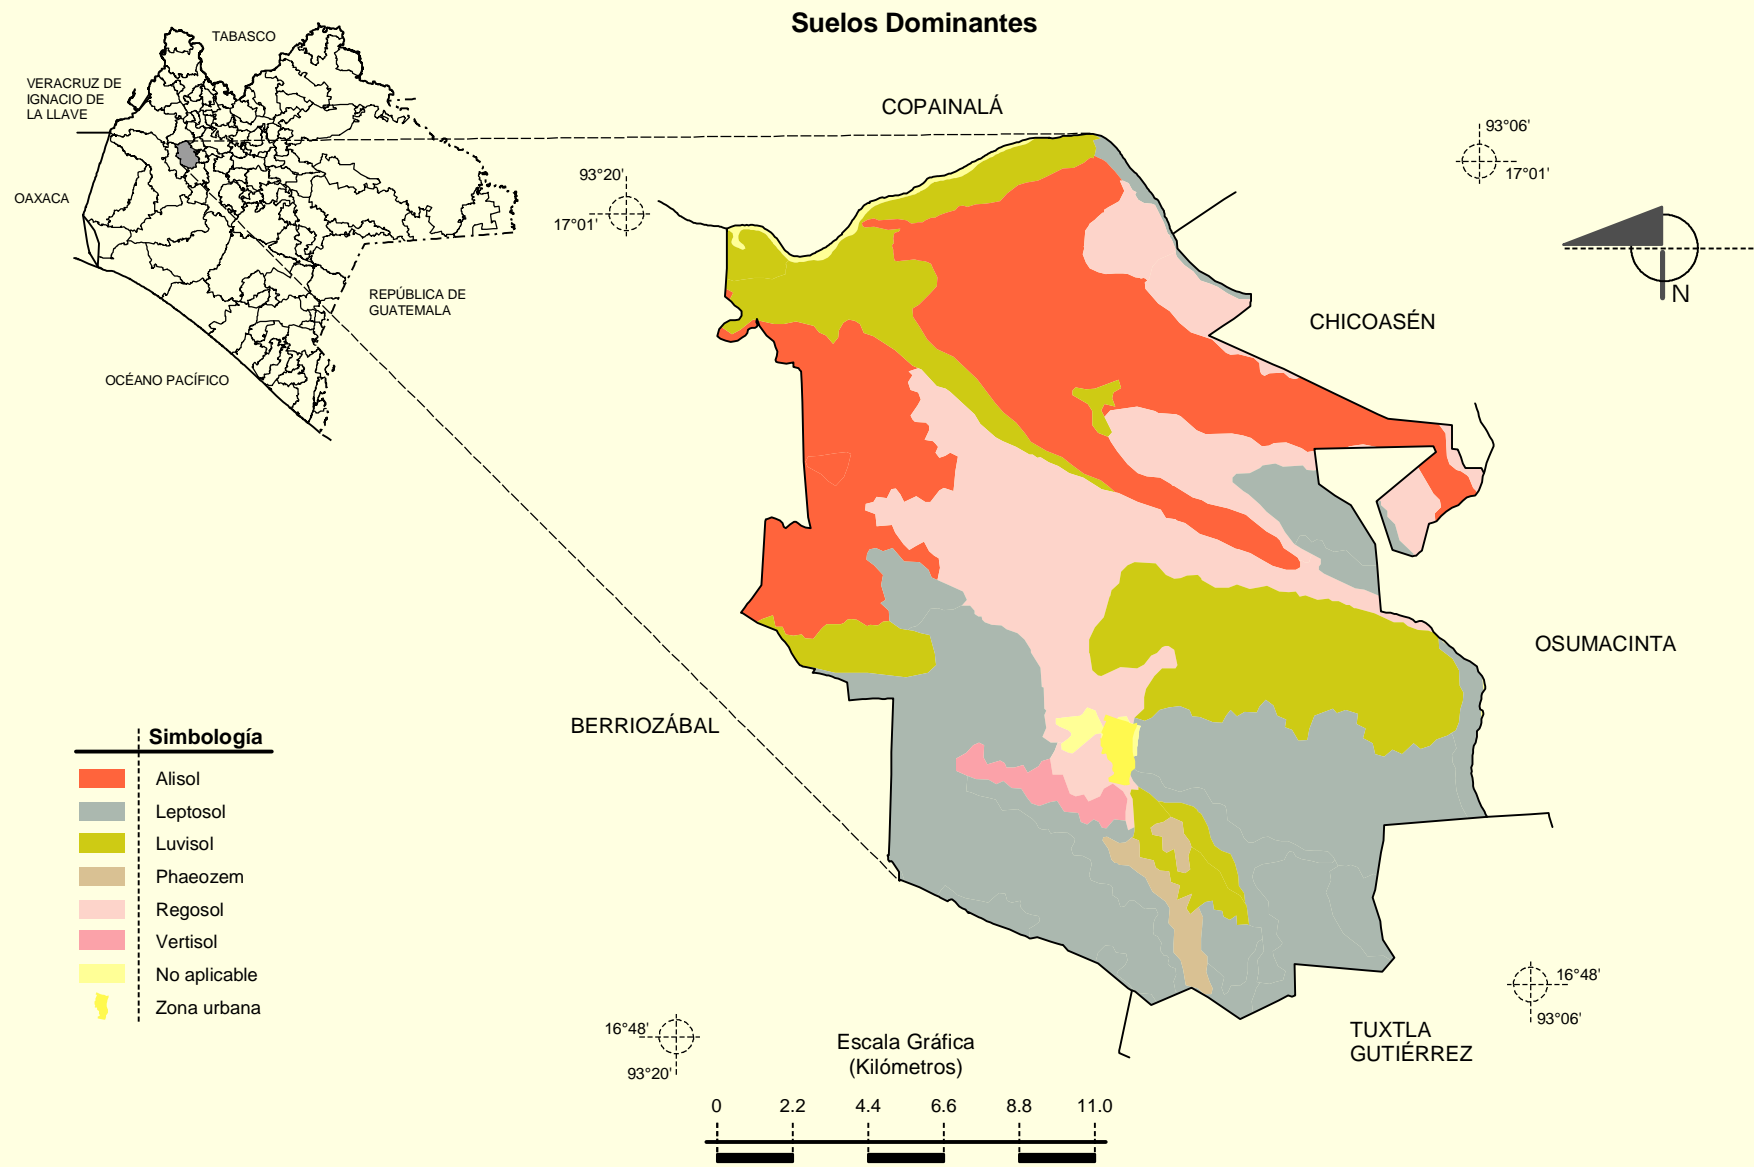 Suelos Dominantes
TABASCO
VERACRUZ DE
IGNACIO DE
LA LLAVE
OAXACA
REPÚBLICA DE
GUATEMALA
OCÉANO PACÍFICO
COPAINALÁ
93°20'
17°01'
93°06'
17°01'
N
CHICOASÉN
OSUMACINTA
BERRIOZÁBAL
TUXTLA
GUTIÉRREZ
16°48'
93°06'
16°48'
93°20'
Simbología
Alisol
Leptosol
Luvisol
Phaeozem
Regosol
Vertisol
No aplicable
Zona urbana
Escala Gráfica
(Kilómetros)
0 2.2 4.4 6.6 8.8 11.0